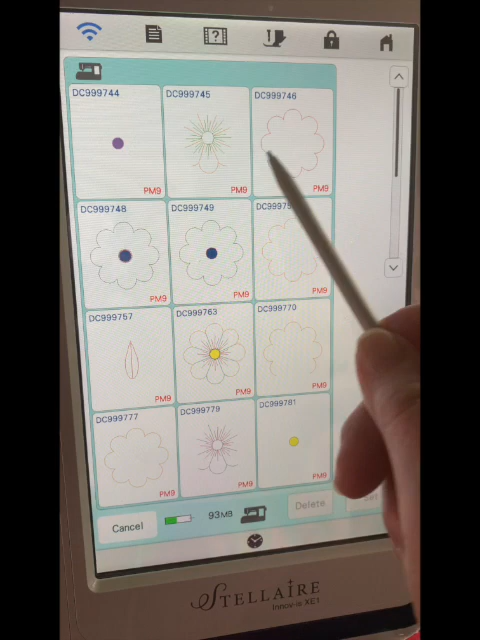 DC999744
DC999745
DC999746
PM9
PM9
PM9
DC999748
DC999749
PM9
PM9
PM9
DC999757
DC999763
DC999770
PM9
PM9
PM9
DC999777
DC999779
DC999781
PM9
PM9
PM9
Cancel
93MB
Delete
STELLAIRE
Innov-is XE1